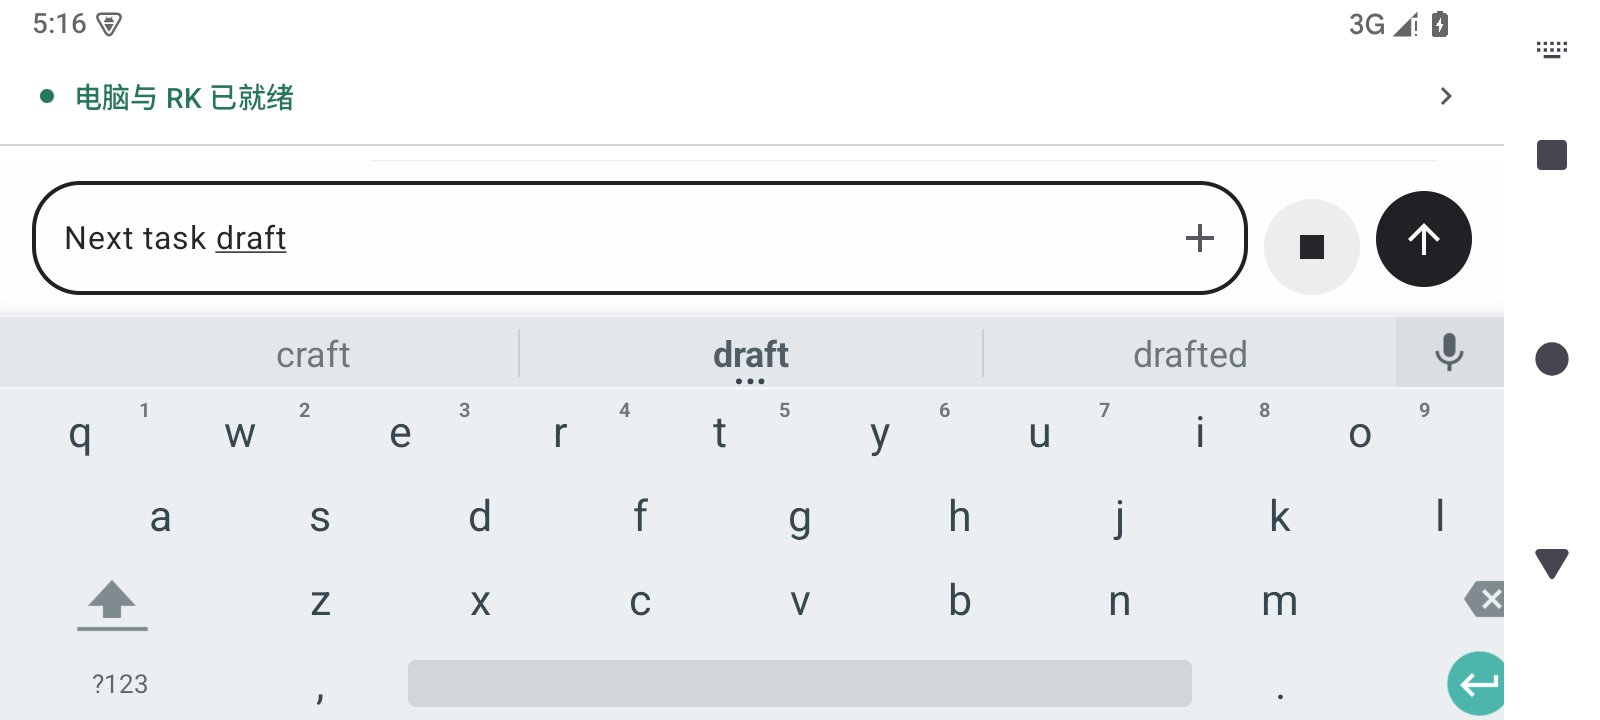 5:16 3G
电脑与 RK 已就绪
Next task draft
craft draft drafted
q 1 w 2 e 3 r 4 t 5 y 6 u 7 i 8 o 9
a s d f g h j k l
z x c v b n m
?123 , .